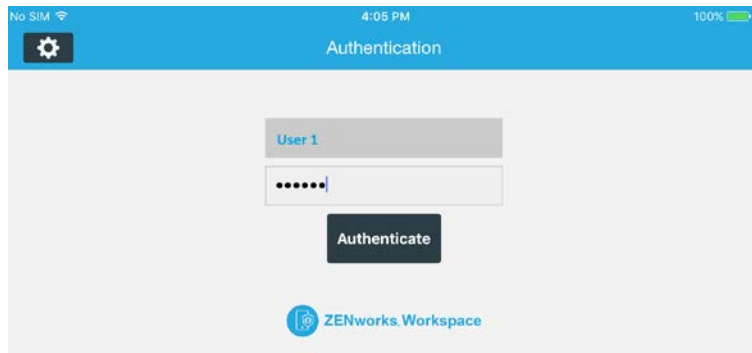 No SIM 4:05 PM 100%
Authentication
User 1
••••••
Authenticate
ZENworks. Workspace